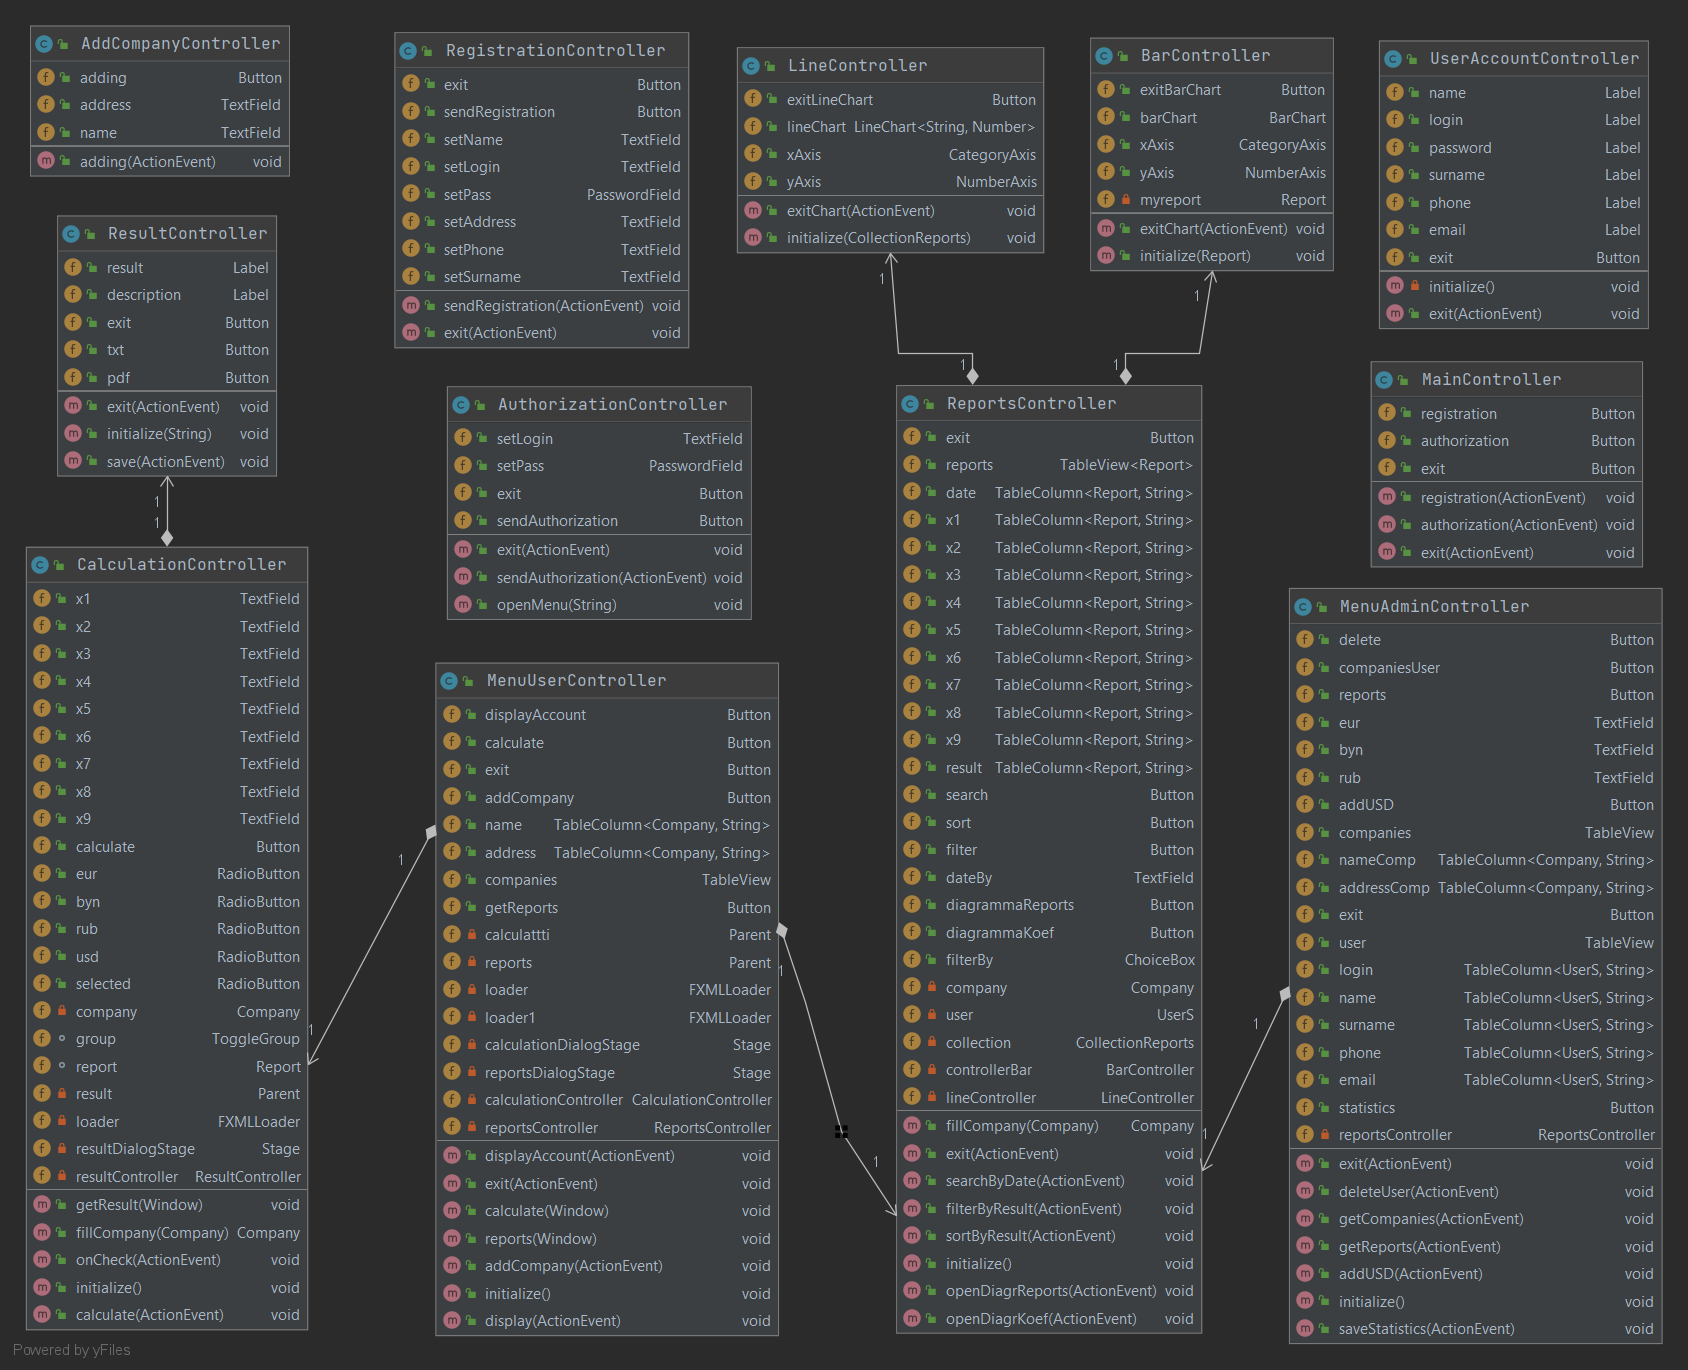 AddCompanyController
adding Button
address TextField
name TextField
adding(ActionEvent) void
RegistrationController
exit Button
sendRegistration Button
setName TextField
setLogin TextField
setPass PasswordField
setAddress TextField
setPhone TextField
setSurname TextField
sendRegistration(ActionEvent) void
exit(ActionEvent) void
LineController
exitLineChart Button
lineChart LineChart<String, Number>
xAxis CategoryAxis
yAxis NumberAxis
exitChart(ActionEvent) void
initialize(CollectionReports) void
BarController
exitBarChart Button
barChart BarChart
xAxis CategoryAxis
yAxis NumberAxis
myreport Report
exitChart(ActionEvent) void
initialize(Report) void
UserAccountController
name Label
login Label
password Label
surname Label
phone Label
email Label
exit Button
initialize() void
exit(ActionEvent) void
ResultController
result Label
description Label
exit Button
txt Button
pdf Button
exit(ActionEvent) void
initialize(String) void
save(ActionEvent) void
1
1
1
1
1
1
AuthorizationController
setLogin TextField
setPass PasswordField
exit Button
sendAuthorization Button
exit(ActionEvent) void
sendAuthorization(ActionEvent) void
openMenu(String) void
MainController
registration Button
authorization Button
exit Button
registration(ActionEvent) void
authorization(ActionEvent) void
exit(ActionEvent) void
CalculationController
x1 TextField
x2 TextField
x3 TextField
x4 TextField
x5 TextField
x6 TextField
x7 TextField
x8 TextField
x9 TextField
calculate Button
eur RadioButton
byn RadioButton
rub RadioButton
usd RadioButton
selected RadioButton
company Company
group ToggleGroup
report Report
result Parent
loader FXMLLoader
resultDialogStage Stage
resultController ResultController
getResult(Window) void
fillCompany(Company) Company
onCheck(ActionEvent) void
initialize() void
calculate(ActionEvent) void
1
1
MenuUserController
displayAccount Button
calculate Button
exit Button
addCompany Button
name TableColumn<Company, String>
address TableColumn<Company, String>
companies TableView
getReports Button
calculattti Parent
reports Parent
loader FXMLLoader
loader1 FXMLLoader
calculationDialogStage Stage
reportsDialogStage Stage
calculationController CalculationController
reportsController ReportsController
displayAccount(ActionEvent) void
exit(ActionEvent) void
calculate(Window) void
reports(Window) void
addCompany(ActionEvent) void
initialize() void
display(ActionEvent) void
1
1
ReportsController
exit Button
reports TableView<Report>
date TableColumn<Report, String>
x1 TableColumn<Report, String>
x2 TableColumn<Report, String>
x3 TableColumn<Report, String>
x4 TableColumn<Report, String>
x5 TableColumn<Report, String>
x6 TableColumn<Report, String>
x7 TableColumn<Report, String>
x8 TableColumn<Report, String>
x9 TableColumn<Report, String>
result TableColumn<Report, String>
search Button
sort Button
filter Button
dateBy TextField
diagrammaReports Button
diagrammaKoef Button
filterBy ChoiceBox
company Company
user UserS
collection CollectionReports
controllerBar BarController
lineController LineController
fillCompany(Company) Company
exit(ActionEvent) void
searchByDate(ActionEvent) void
filterByResult(ActionEvent) void
sortByResult(ActionEvent) void
initialize() void
openDiagrReports(ActionEvent) void
openDiagrKoef(ActionEvent) void
1
1
MenuAdminController
delete Button
companiesUser Button
reports Button
eur TextField
byn TextField
rub TextField
addUSD Button
companies TableView
nameComp TableColumn<Company, String>
addressComp TableColumn<Company, String>
exit Button
user TableView
login TableColumn<UserS, String>
name TableColumn<UserS, String>
surname TableColumn<UserS, String>
phone TableColumn<UserS, String>
email TableColumn<UserS, String>
statistics Button
reportsController ReportsController
exit(ActionEvent) void
deleteUser(ActionEvent) void
getCompanies(ActionEvent) void
getReports(ActionEvent) void
addUSD(ActionEvent) void
initialize() void
saveStatistics(ActionEvent) void
Powered by yFiles